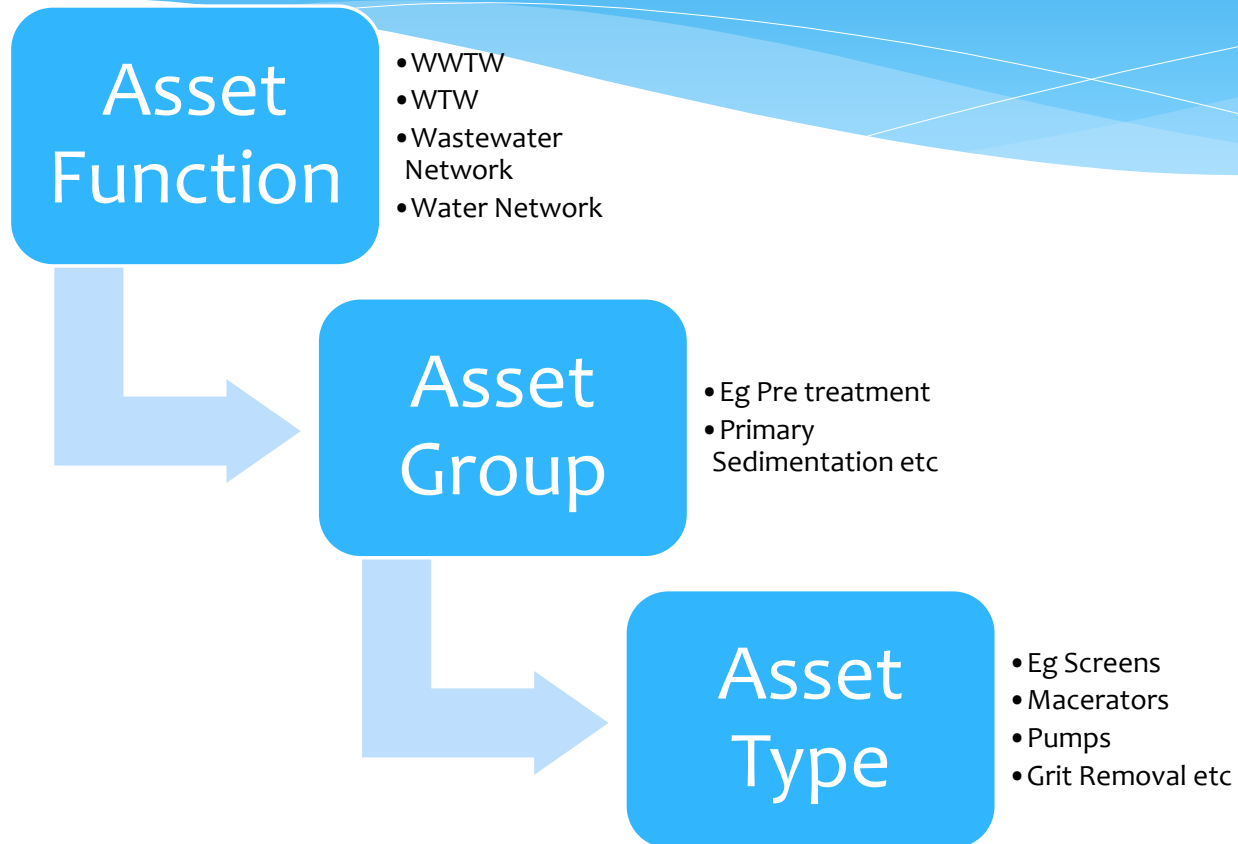 Asset
Function
•WWTW
•WTW
•Wastewater
Network
•Water Network
Asset
Group
•Eg Pre treatment
•Primary
Sedimentation etc
Asset
Type
•Eg Screens
•Macerators
•Pumps
•Grit Removal etc